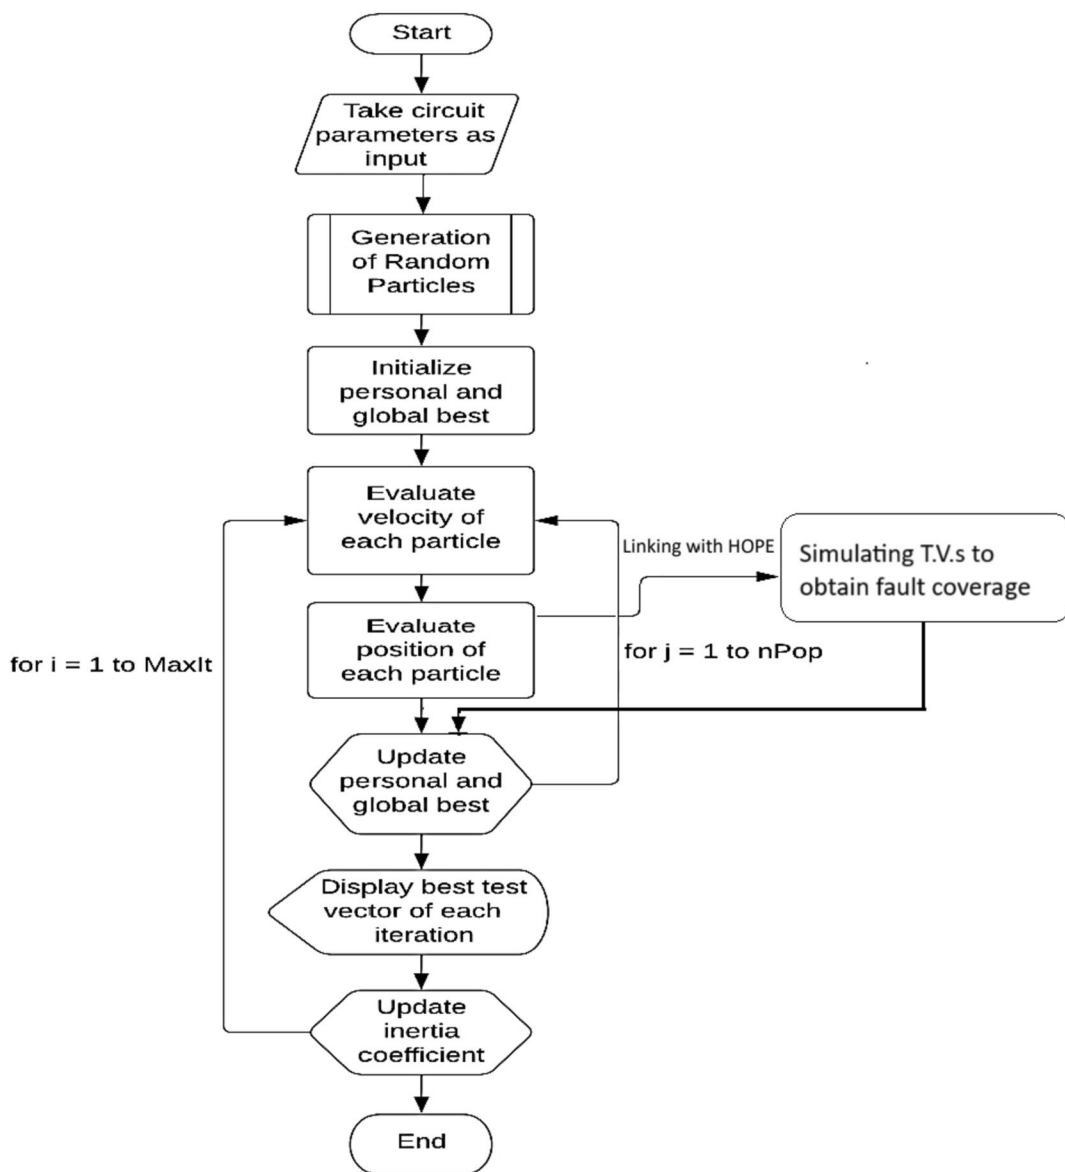 Start
Take circuit
parameters as
input
Generation
of Random
Particles
Initialize
personal and
global best
Evaluate
velocity of
each particle
Linking with HOPE
Simulating T.V.s to
obtain fault coverage
Evaluate
position of
each particle
for i = 1 to MaxIt
for j = 1 to nPop
Update
personal and
global best
Display best test
vector of each
iteration
Update
inertia
coefficient
End